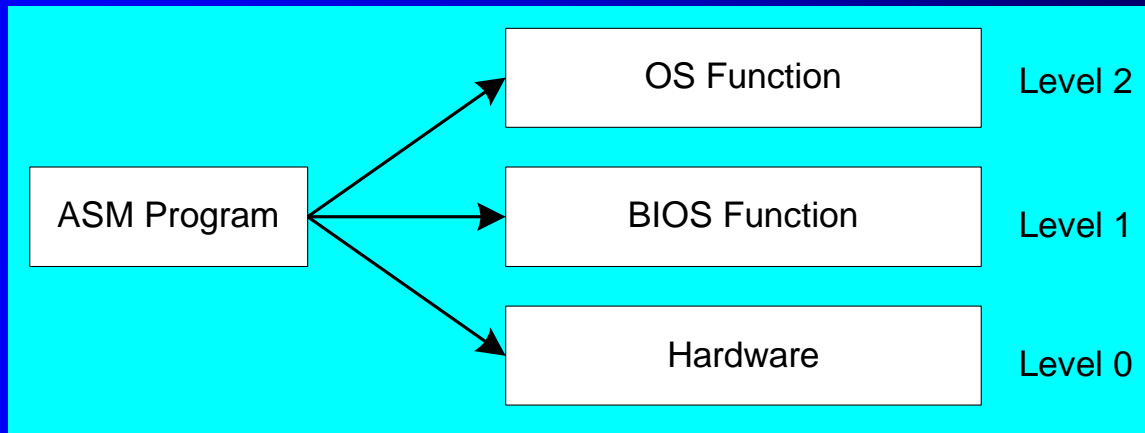 OS Function
Level 2
ASM Program
BIOS Function
Level 1
Hardware
Level 0